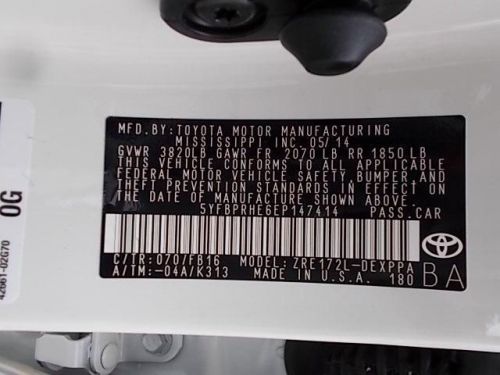 MFD.BY:TOYOTA MOTOR MANUFACTURING
MISSISSIPPI INC. 05/14
GVWR 3820LB GAWR FR 2070 LB RR 1850 LB
THIS VEHICLE CONFORMS TO ALL APPLICABLE
FEDERAL MOTOR VEHICLE SAFETY, BUMPER, AND
THEFT PREVENTION STANDARDS IN EFFECT ON
THE DATE OF MANUFACTURE SHOWN ABOVE.
5YFBPRHE6EP147414 PASS.CAR
C/TR: 070/FB16 MODEL: ZRE172L-DEXPPA
A/TM: -04A/K313 MADE IN U.S.A. 180
TOYOTA
BA
0G
42661-02G70